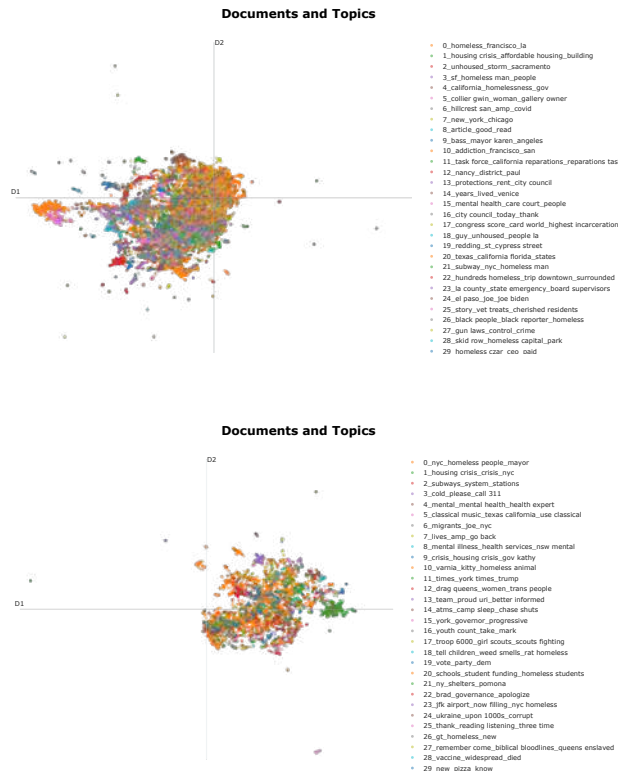 Documents and Topics
D2
D1
0_homeless_francisco_la
1_housing crisis_affordable housing_building
2_unhoused_storm_sacramento
3_sf_homeless man_people
4_california_homelessness_gov
5_collier gwin_woman_gallery owner
6_hillcrest san_amp_covid
7_new_york_chicago
8_article_good_read
9_bass_mayor karen_angeles
10_addiction_francisco_san
11_task force_california reparations_reparations tas
12_nancy_district_paul
13_protections_rent_city council
14_years_lived_venice
15_mental health_care court_people
16_city council_today_thank
17_congress score_card world_highest incarceration
18_guy_unhoused_people la
19_redding_st_cypress street
20_texas_california florida_states
21_subway_nyc_homeless man
22_hundreds homeless_trip downtown_surrounded
23_la county_state emergency_board supervisors
24_el paso_joe_joe biden
25_story_vet treats_cherished residents
26_black people_black reporter_homeless
27_gun laws_control_crime
28_skid row_homeless capital_park
29_homeless czar_ceo_paid
Documents and Topics
D2
D1
0_nyc_homeless people_mayor
1_housing crisis_crisis_nyc
2_subways_system_stations
3_cold_please_call 311
4_mental_mental health_health expert
5_classical music_texas california_use classical
6_migrants_joe_nyc
7_lives_amp_go back
8_mental illness_health services_nsw mental
9_crisis_housing crisis_gov kathy
10_varnia_kitty_homeless animal
11_times_york times_trump
12_drag queens_women_trans people
13_team_proud uri_better informed
14_atms_camp sleep_chase shuts
15_york_governor_progressive
16_youth count_take_mark
17_troop 6000_girl scouts_scouts fighting
18_tell children_weed smells_rat homeless
19_vote_party_dem
20_schools_student funding_homeless students
21_ny_shelters_pomona
22_brad_governance_apologize
23_jfk airport_now filling_nyc homeless
24_ukraine_upon 1000s_corrupt
25_thank_reading listening_three time
26_gt_homeless_new
27_remember come_biblical bloodlines_queens enslaved
28_vaccine_widespread_died
29_new_pizza_know